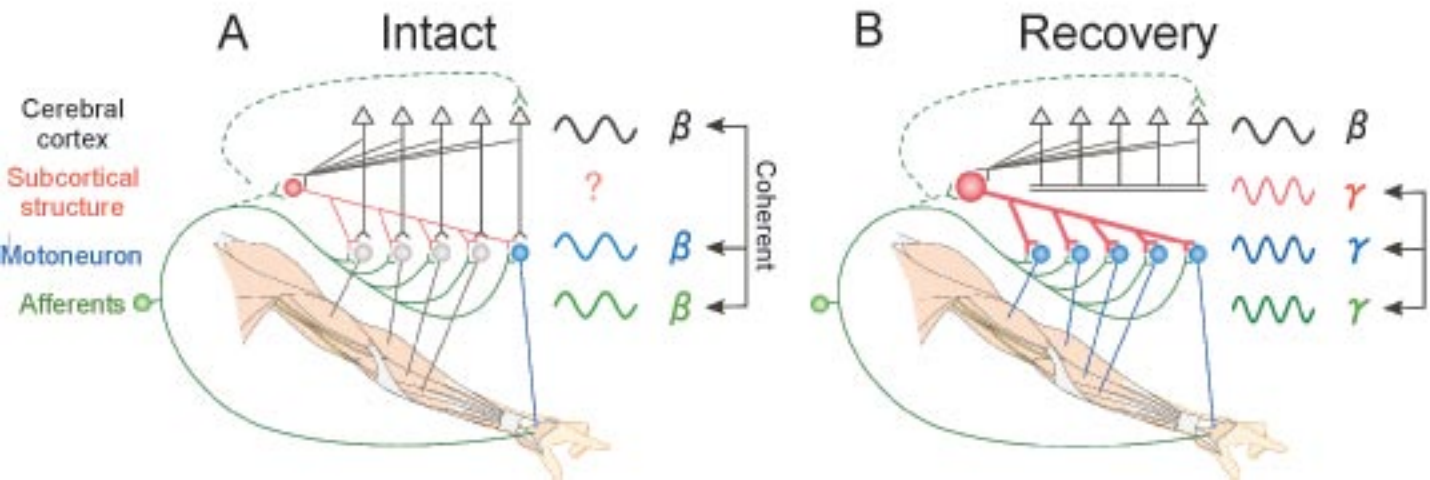 A Intact
B Recovery
Cerebral
cortex
Subcortical
structure
Motoneuron
Afferents
β
?
β
β
Coherent
β
γ
γ
γ